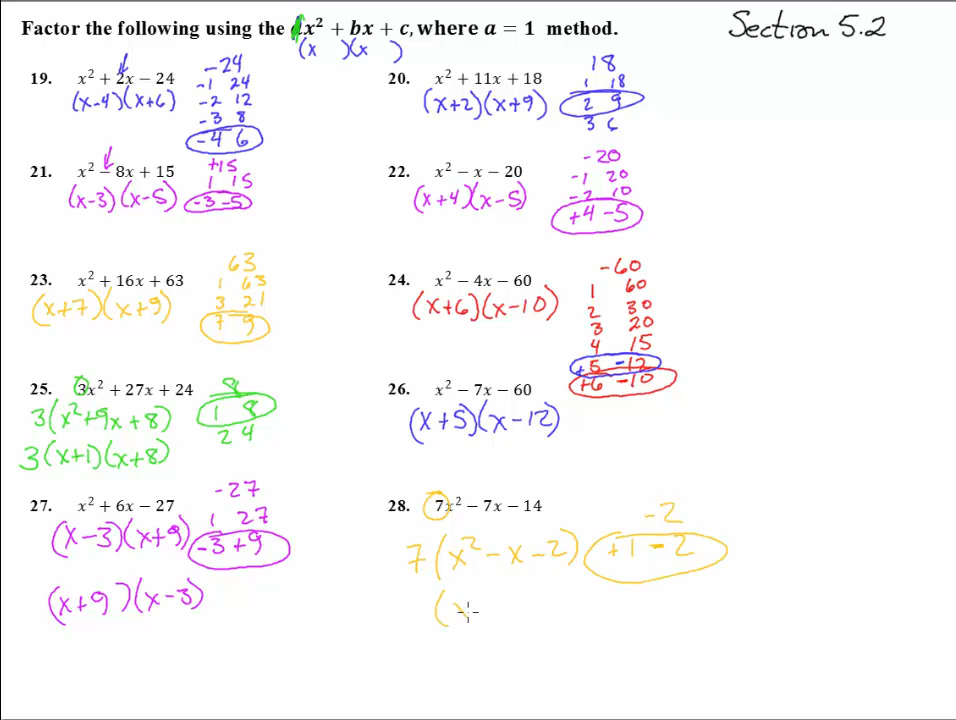 Factor the following using the ax² + bx + c, where a = 1 method.
Section 5.2
(x )(x )
19. x² + 2x − 24
(x-4)(x+6)
-24
-1 24
-2 12
-3 8
-4 6
20. x² + 11x + 18
(x+2)(x+9)
18
1 18
2 9
3 6
21. x² − 8x + 15
(x-3)(x-5)
+15
1 15
-3 -5
22. x² − x − 20
(x+4)(x-5)
-20
-1 20
-2 10
+4 -5
23. x² + 16x + 63
(x+7)(x+9)
63
1 63
3 21
7 9
24. x² − 4x − 60
(x+6)(x-10)
-60
1 60
2 30
3 20
4 15
+5 -12
+6 -10
25. 3x² + 27x + 24
3(x²+9x+8)
3(x+1)(x+8)
8
1 8
2 4
26. x² − 7x − 60
(x+5)(x-12)
27. x² + 6x − 27
(x-3)(x+9)
-27
1 27
-3 +9
(x+9)(x-3)
28. 7x² − 7x − 14
7(x²-x-2)
-2
+1 -2
(x